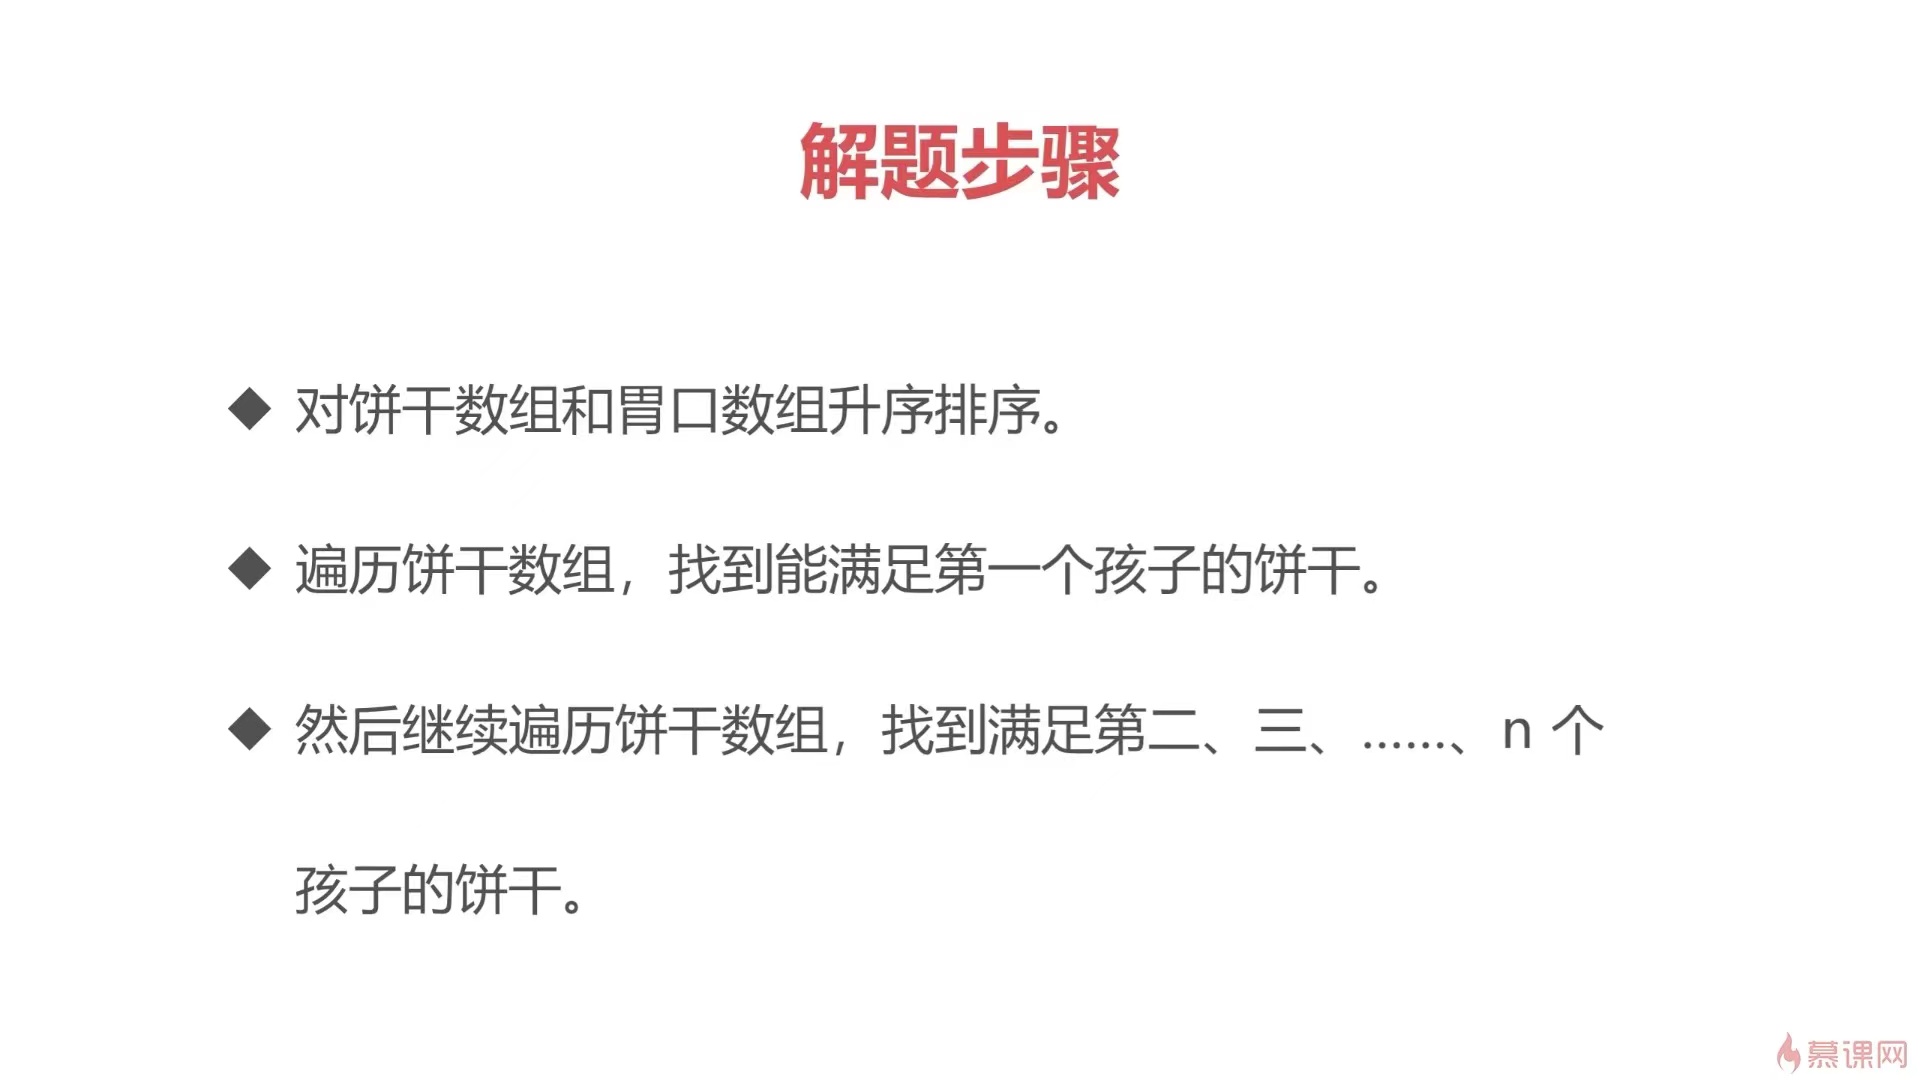 解题步骤
◆ 对饼干数组和胃口数组升序排序。
◆ 遍历饼干数组，找到能满足第一个孩子的饼干。
◆ 然后继续遍历饼干数组，找到满足第二、三、……、n 个
孩子的饼干。
慕课网